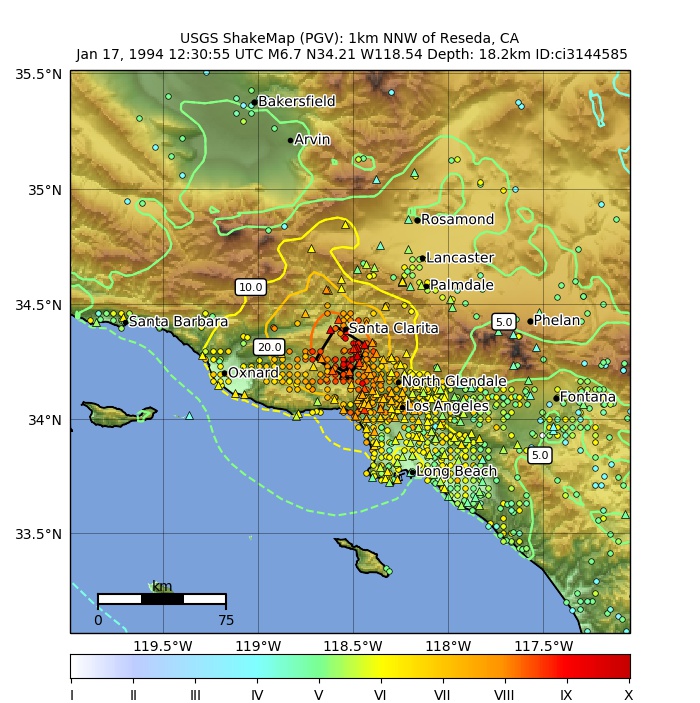 USGS ShakeMap (PGV): 1km NNW of Reseda, CA
Jan 17, 1994 12:30:55 UTC M6.7 N34.21 W118.54 Depth: 18.2km ID:ci3144585
35.5°N
Bakersfield
Arvin
35°N
Rosamond
Lancaster
Palmdale
10.0
34.5°N
Santa Barbara
Santa Clarita
5.0
Phelan
20.0
Oxnard
North Glendale
Fontana
Los Angeles
34°N
5.0
Long Beach
33.5°N
km
0
75
119.5°W
119°W
118.5°W
118°W
117.5°W
I
II
III
IV
V
VI
VII
VIII
IX
X